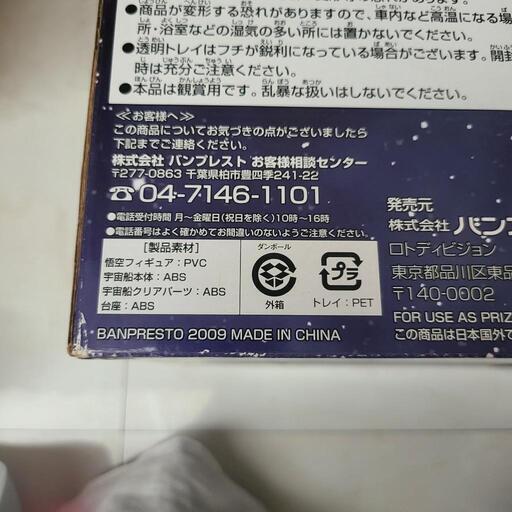 ●商品が変形する恐れがありますので、車内など高温になる場
所・浴室などの湿気の多い所には置かないでください。
●透明トレイはフチが鋭利になっている場合がございます。開封
時は充分ご注意ください。
●本品は観賞用です。乱暴な扱いはしないでください。
≪お客様へ≫
この商品についてお気づきの点がございましたら
下記までご連絡ください。
株式会社 バンプレスト お客様相談センター
〒277-0863 千葉県柏市豊四季241-22
☎04-7146-1101
●電話受付時間 月~金曜日(祝日を除く)10時~16時
●電話番号はよく確かめてお間違いのないようご注意ください。
[製品素材]
悟空フィギュア:PVC
宇宙船本体:ABS
宇宙船クリアパーツ:ABS
台座:ABS
ダンボール
外箱
プラ
トレイ:PET
BANPRESTO 2009 MADE IN CHINA
発売元
株式会社 バンプ
ロトディビジョン
東京都品川区東品
〒140-0002
FOR USE AS PRIZ
この商品は日本国外で